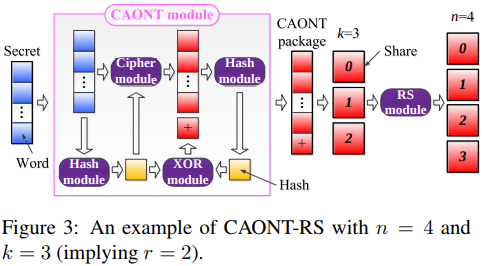 CAONT module
CAONT
package
k=3
n=4
Secret
Cipher
module
Hash
module
Share
0
1
2
RS
module
0
1
2
3
+
+
Word
Hash
module
XOR
module
Hash
Figure 3: An example of CAONT-RS with n = 4 and
k = 3 (implying r = 2).